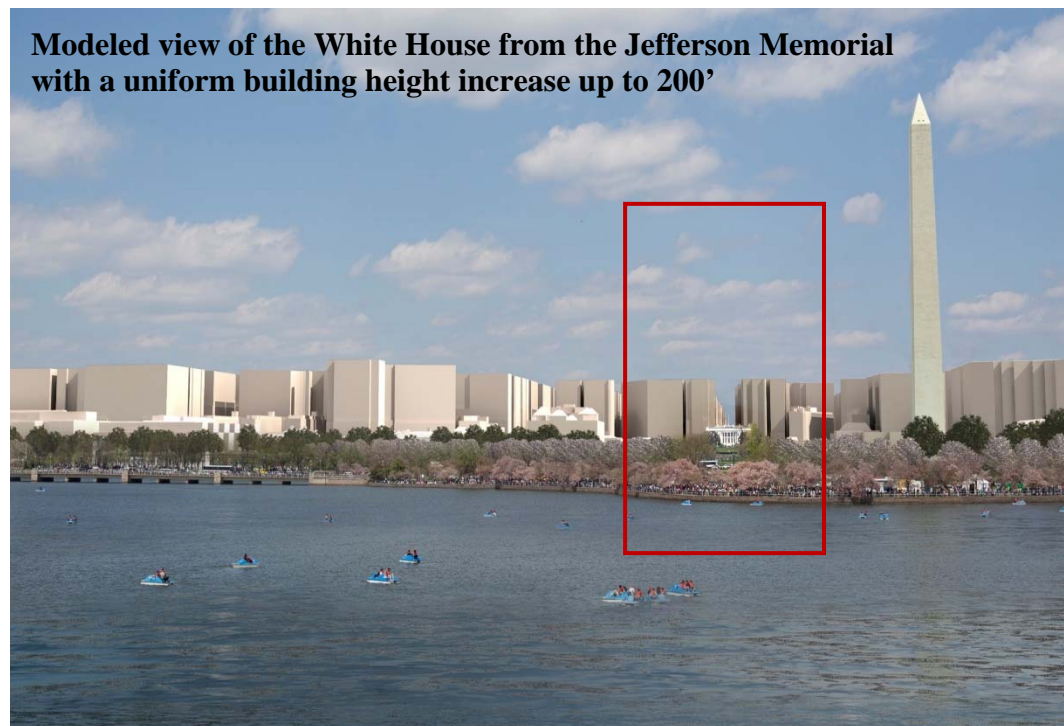 Modeled view of the White House from the Jefferson Memorial
with a uniform building height increase up to 200’